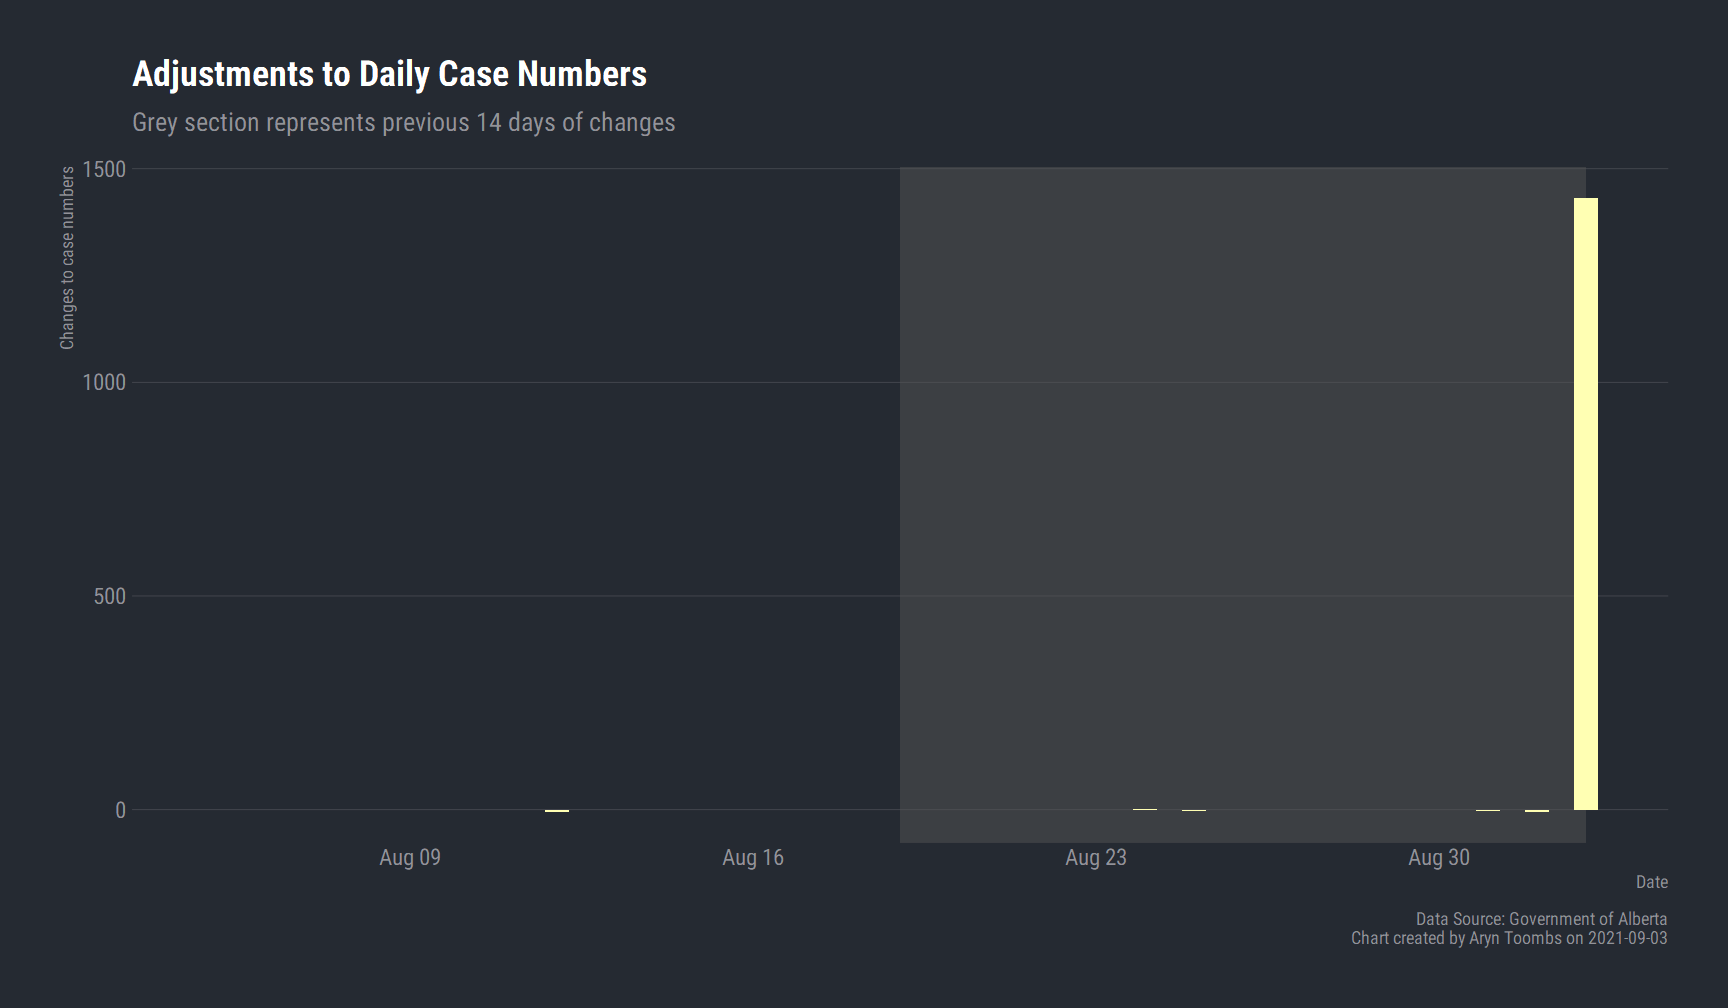 Adjustments to Daily Case Numbers
Grey section represents previous 14 days of changes
Changes to case numbers
1500
1000
500
0
Aug 09 Aug 16 Aug 23 Aug 30
Date
Data Source: Government of Alberta
Chart created by Aryn Toombs on 2021-09-03